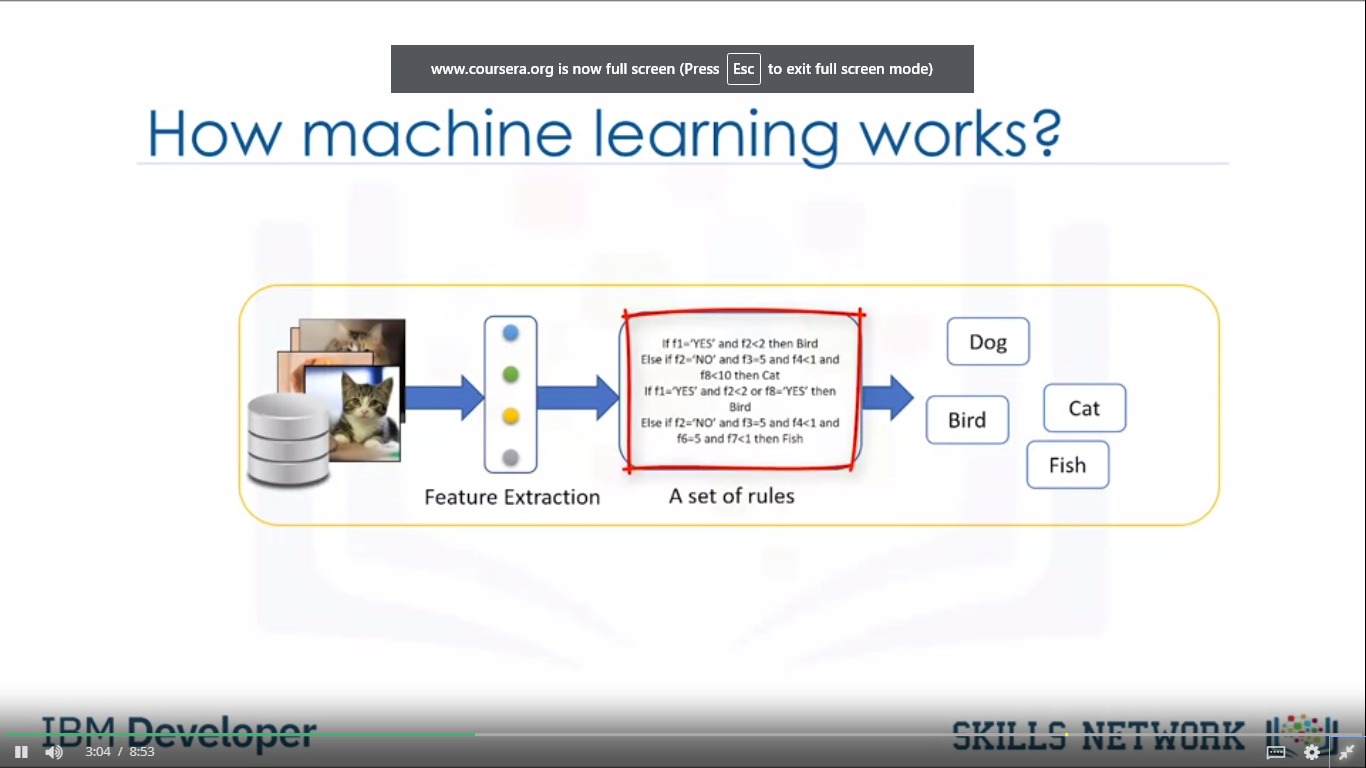 www.coursera.org is now full screen (Press Esc to exit full screen mode)
How machine learning works?
If f1='YES' and f2<2 then Bird
Else if f2='NO' and f3=5 and f4<1 and
f8<10 then Cat
If f1='YES' and f2<2 or f8='YES' then
Bird
Else if f2='NO' and f3=5 and f4<1 and
f6=5 and f7<1 then Fish
Dog
Bird
Cat
Fish
Feature Extraction
A set of rules
IBM Developer
SKILLS NETWORK
3:04 / 8:53